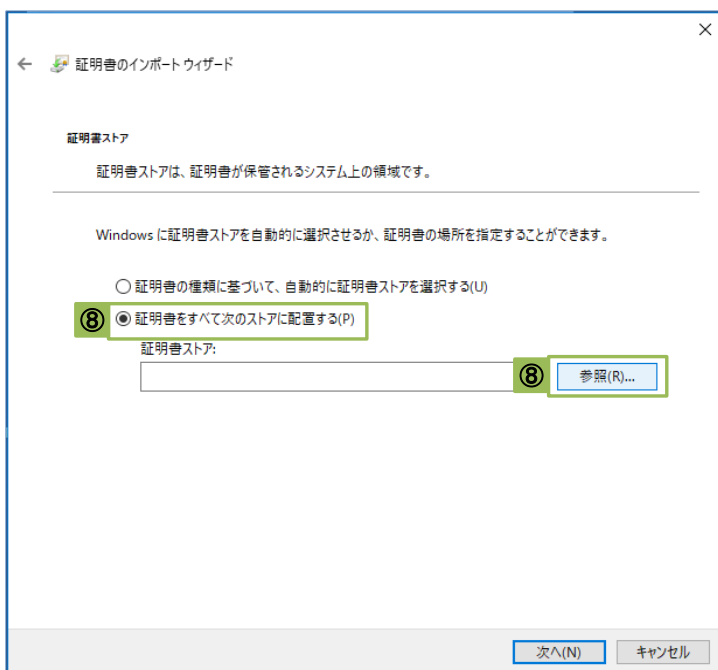 証明書のインポート ウィザード
証明書ストア
証明書ストアは、証明書が保管されるシステム上の領域です。
Windows に証明書ストアを自動的に選択させるか、証明書の場所を指定することができます。
証明書の種類に基づいて、自動的に証明書ストアを選択する(U)
⑧ 証明書をすべて次のストアに配置する(P)
証明書ストア:
⑧ 参照(R)...
次へ(N) キャンセル